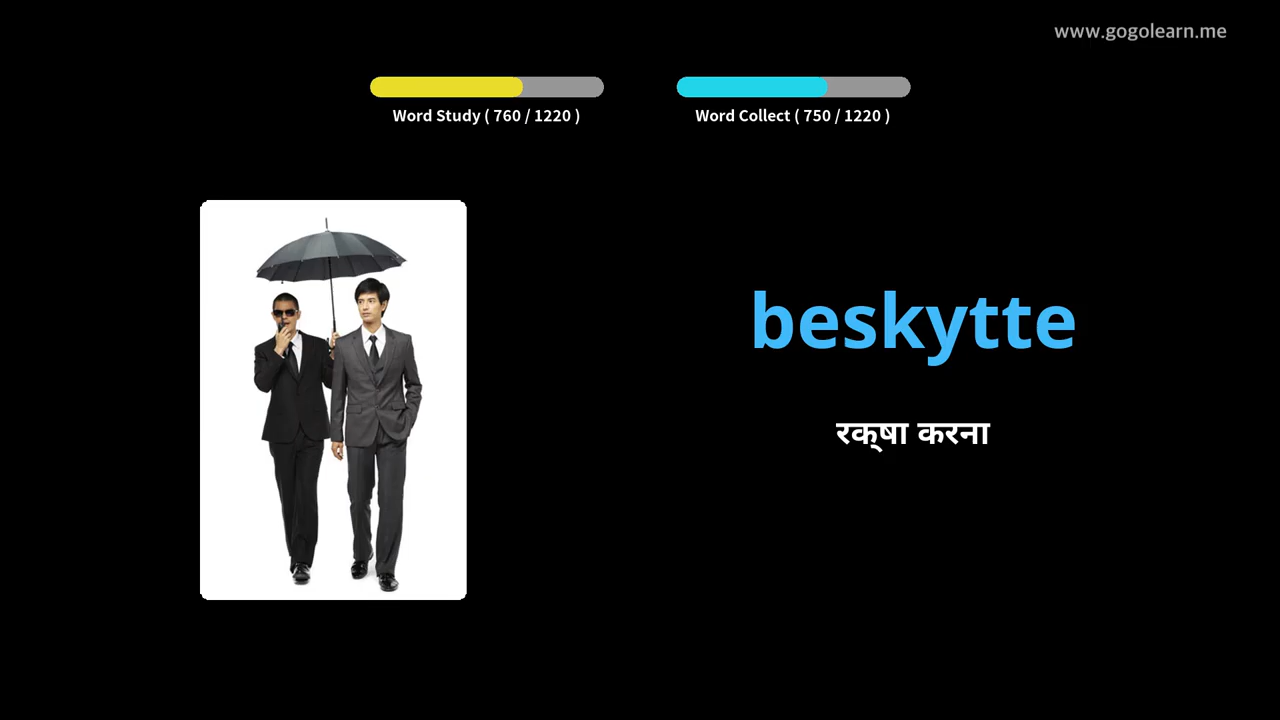 www.gogolearn.me
Word Study ( 760 / 1220 )
Word Collect ( 750 / 1220 )
beskytte
रक्षा करना